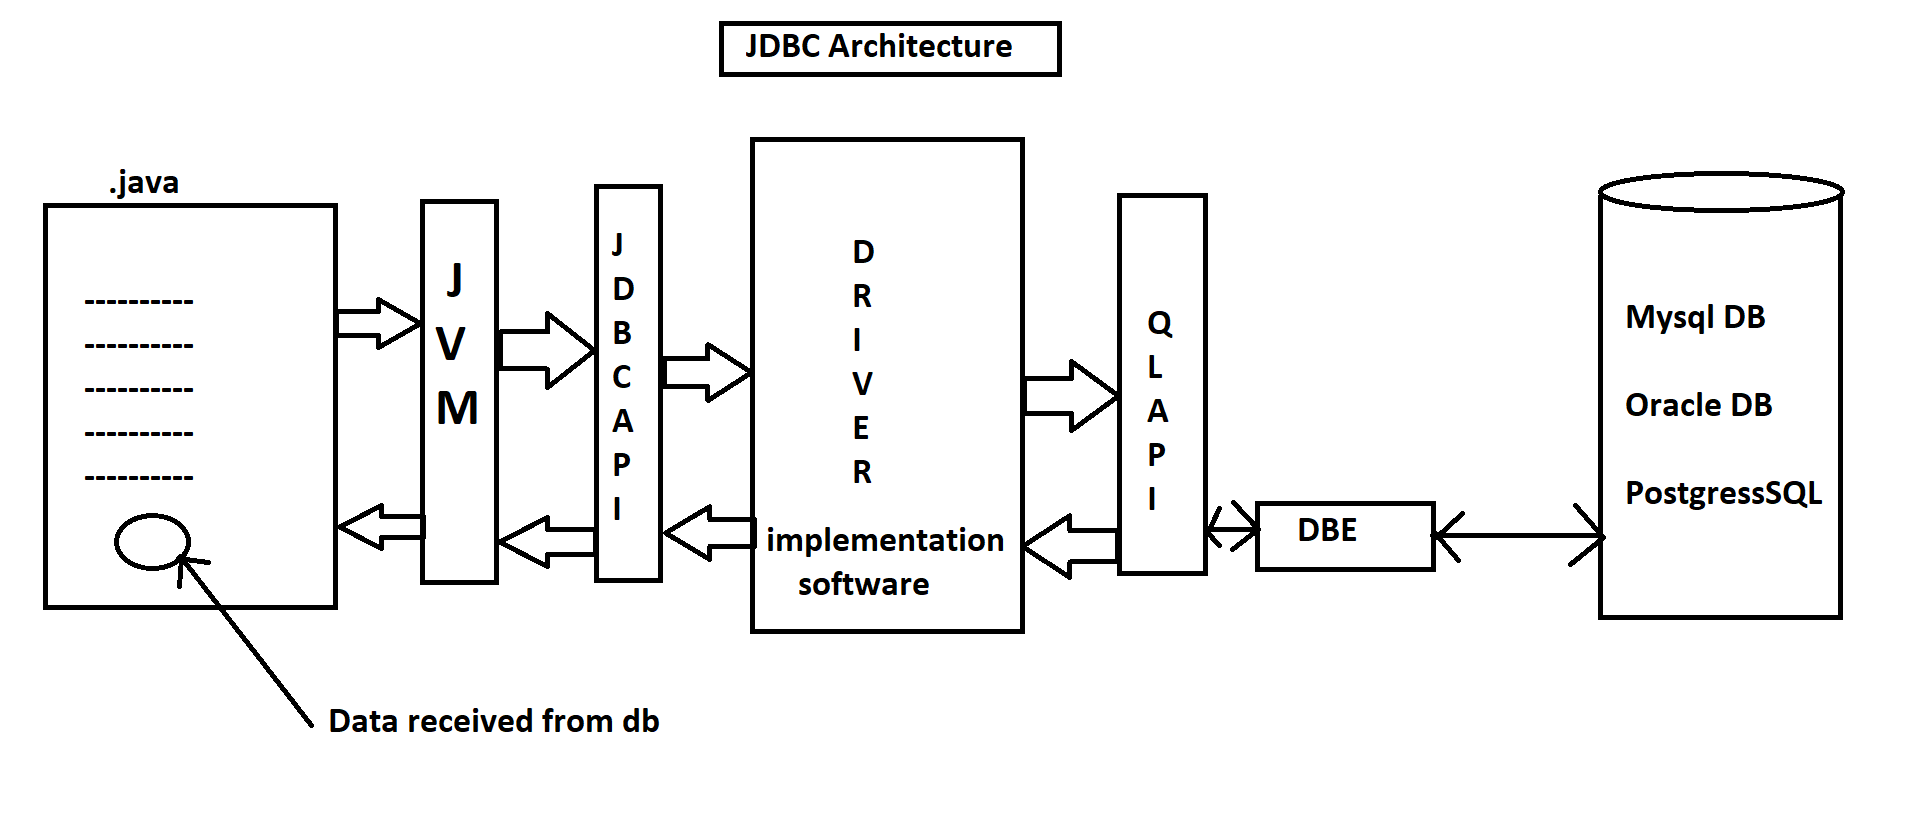 JDBC Architecture
.java
----------
----------
----------
----------
----------
J
V
M
J
D
B
C
A
P
I
D
R
I
V
E
R
implementation
software
Q
L
A
P
I
DBE
Mysql DB
Oracle DB
PostgressSQL
Data received from db